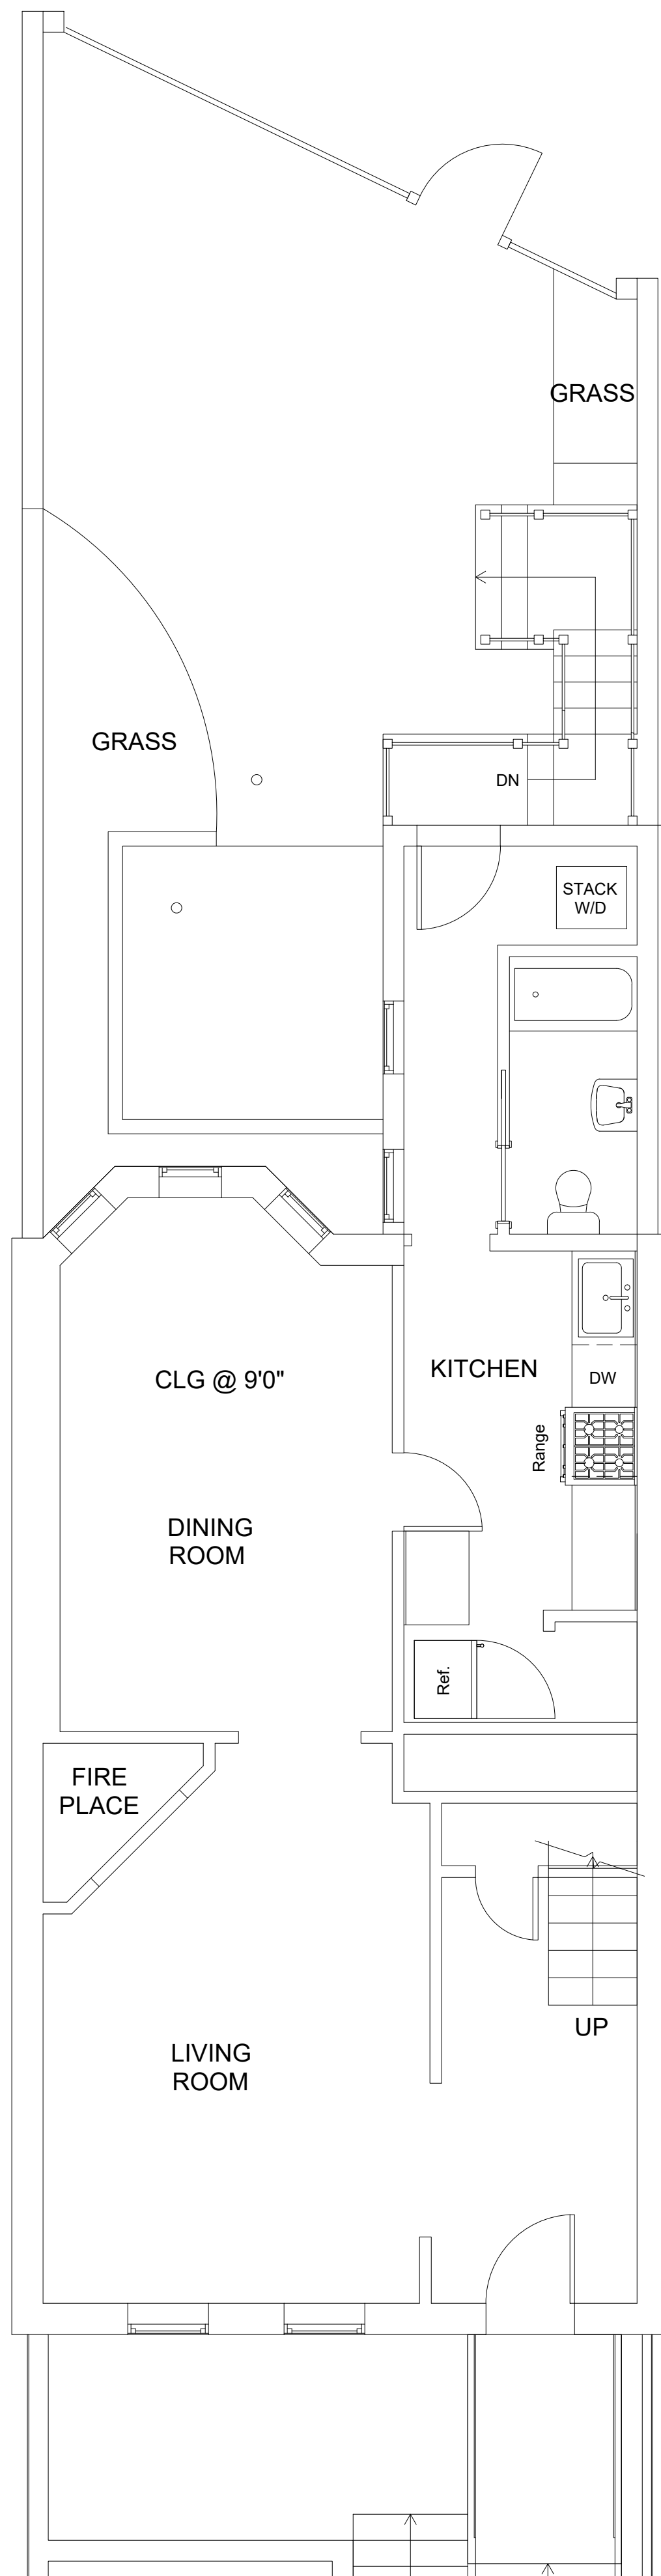 GRASS
GRASS
DN
STACK
W/D
KITCHEN
CLG @ 9'0"
DW
Range
DINING
ROOM
Ref.
FIRE
PLACE
UP
LIVING
ROOM